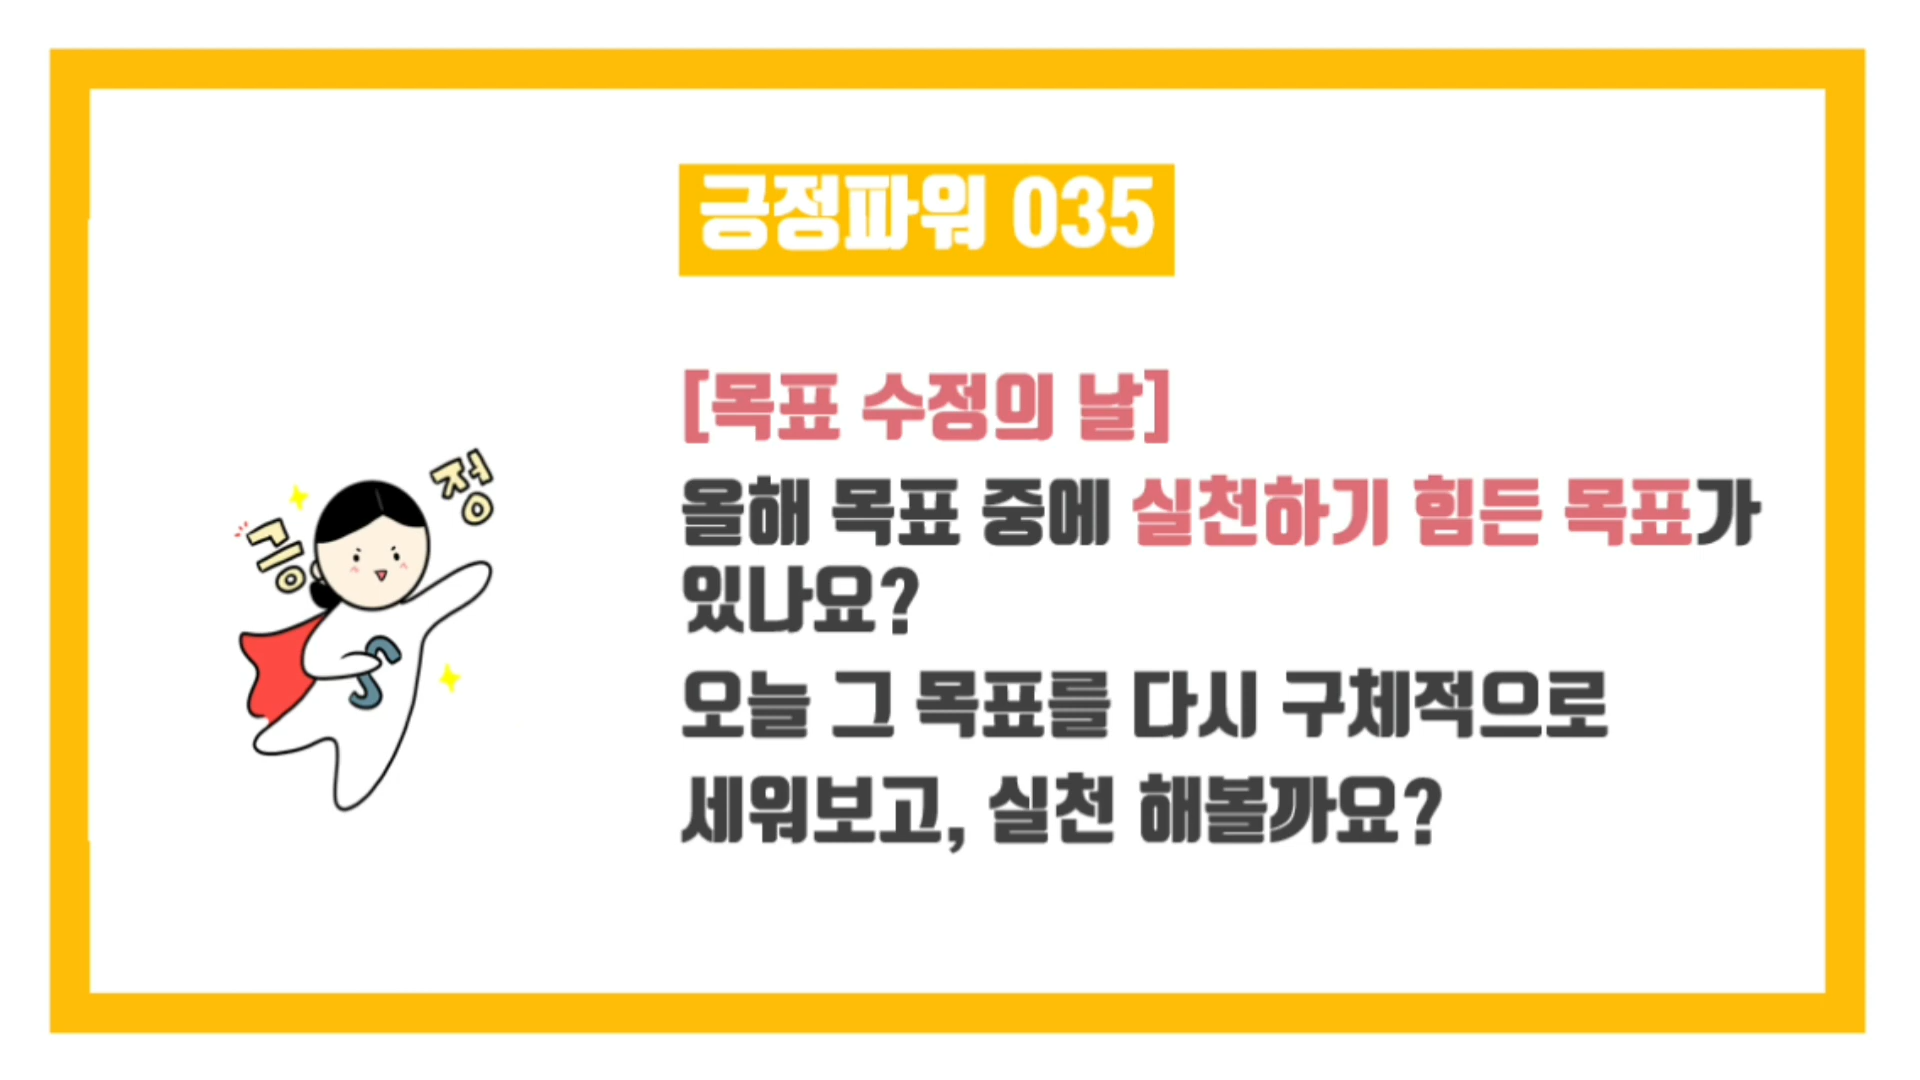 긍정파워 035
[목표 수정의 날]
올해 목표 중에 실천하기 힘든 목표가
있나요?
오늘 그 목표를 다시 구체적으로
세워보고, 실천 해볼까요?
긍
정